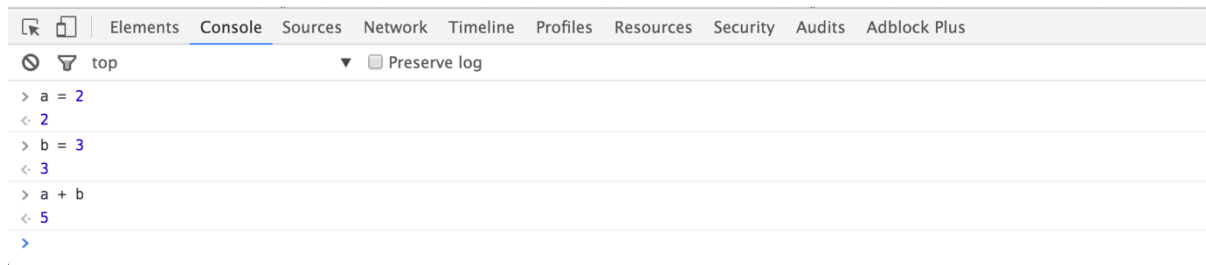 Elements Console Sources Network Timeline Profiles Resources Security Audits Adblock Plus
top ▼ Preserve log
> a = 2
<· 2
> b = 3
<· 3
> a + b
<· 5
>